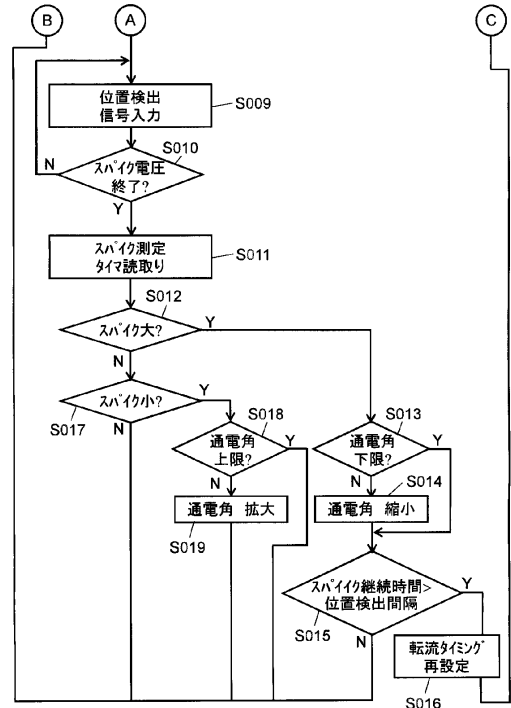 B
A
C
位置検出
信号入力
S009
S010
N
スパイク電圧
終了?
Y
スパイク測定
タイマ読取り
S011
S012
スパイク大?
Y
N
スパイク小?
Y
S017
N
S018
通電角
上限?
Y
N
S013
通電角
下限?
Y
N
S014
通電角 拡大
S019
通電角 縮小
スパイイク継続時間>
位置検出間隔
Y
S015
N
転流タイミング
再設定
S016